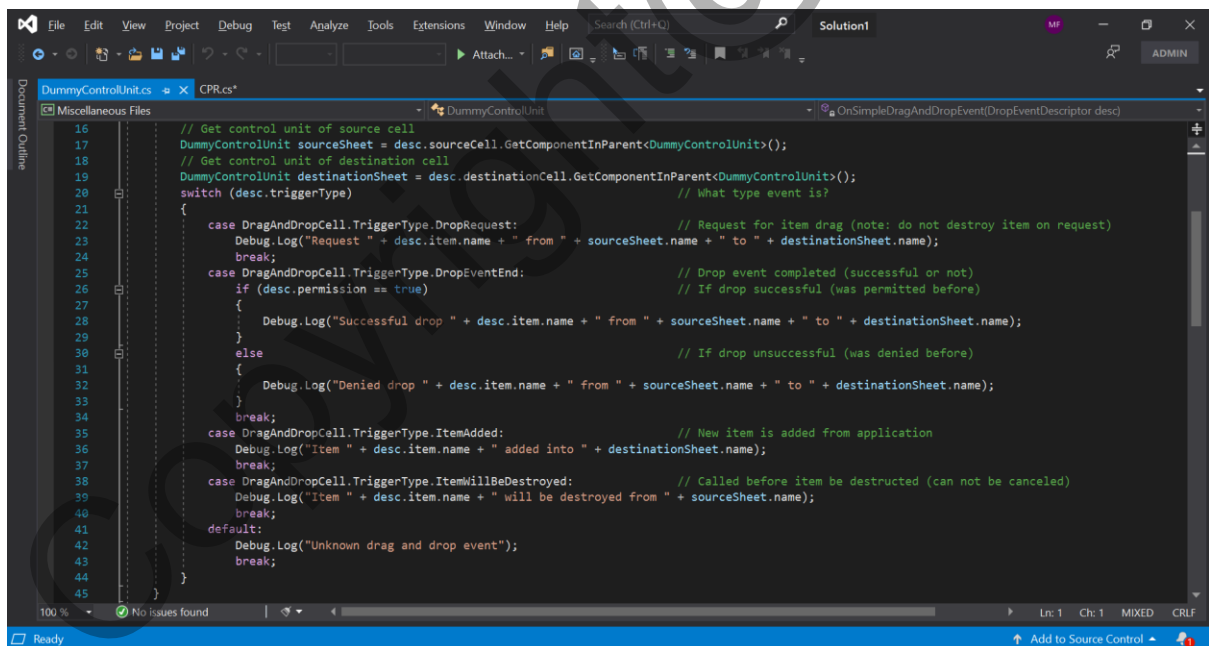 File Edit View Project Debug Test Analyze Tools Extensions Window Help Search (Ctrl+Q) Solution1 MF
Attach... ADMIN
Document Outline
DummyControlUnit.cs CPR.cs*
C# Miscellaneous Files DummyControlUnit OnSimpleDragAndDropEvent(DropEventDescriptor desc)
16 // Get control unit of source cell
17 DummyControlUnit sourceSheet = desc.sourceCell.GetComponentInParent<DummyControlUnit>();
18 // Get control unit of destination cell
19 DummyControlUnit destinationSheet = desc.destinationCell.GetComponentInParent<DummyControlUnit>();
20 switch (desc.triggerType) // What type event is?
21 {
22 case DragAndDropCell.TriggerType.DropRequest: // Request for item drag (note: do not destroy item on request)
23 Debug.Log("Request " + desc.item.name + " from " + sourceSheet.name + " to " + destinationSheet.name);
24 break;
25 case DragAndDropCell.TriggerType.DropEventEnd: // Drop event completed (successful or not)
26 if (desc.permission == true) // If drop successful (was permitted before)
27 {
28 Debug.Log("Successful drop " + desc.item.name + " from " + sourceSheet.name + " to " + destinationSheet.name);
29 }
30 else // If drop unsuccessful (was denied before)
31 {
32 Debug.Log("Denied drop " + desc.item.name + " from " + sourceSheet.name + " to " + destinationSheet.name);
33 }
34 break;
35 case DragAndDropCell.TriggerType.ItemAdded: // New item is added from application
36 Debug.Log("Item " + desc.item.name + " added into " + destinationSheet.name);
37 break;
38 case DragAndDropCell.TriggerType.ItemWillBeDestroyed: // Called before item be destructed (can not be canceled)
39 Debug.Log("Item " + desc.item.name + " will be destroyed from " + sourceSheet.name);
40 break;
41 default:
42 Debug.Log("Unknown drag and drop event");
43 break;
44 }
45 }
100 % No issues found Ln: 1 Ch: 1 MIXED CRLF
Ready Add to Source Control 1
Copyright